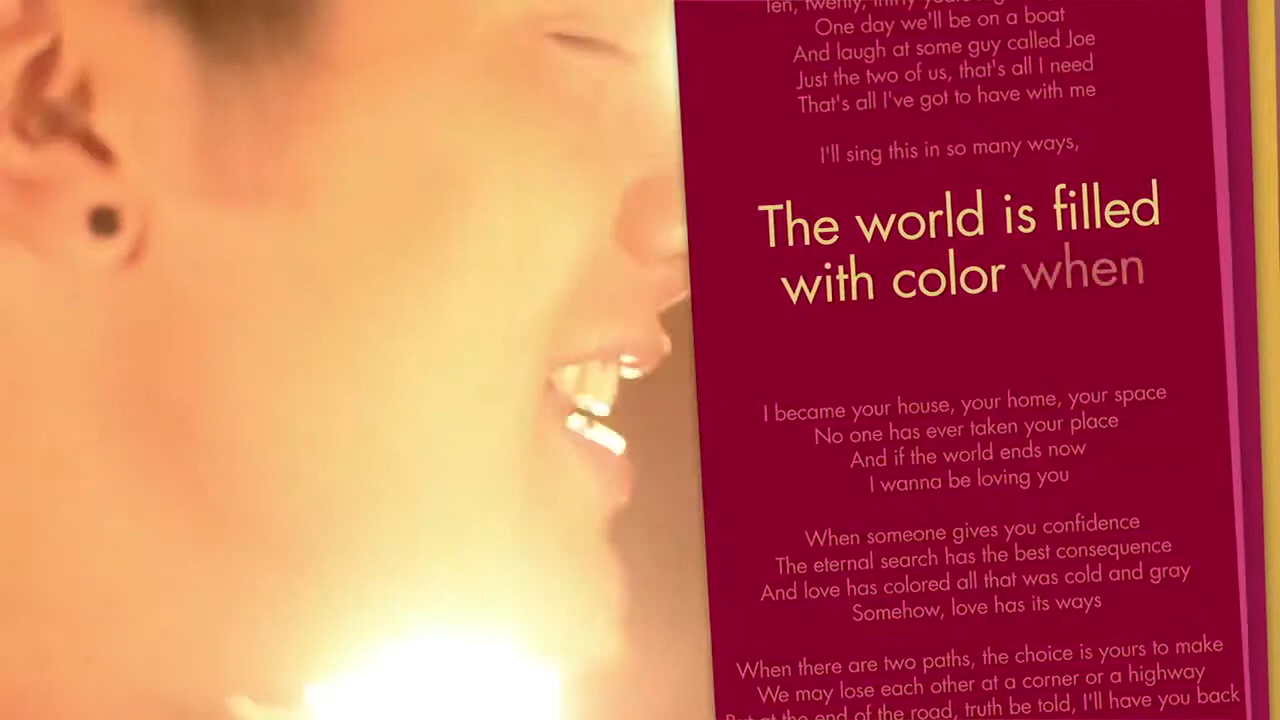 Ten, twenty, thirty years
One day we'll be on a boat
And laugh at some guy called Joe
Just the two of us, that's all I need
That's all I've got to have with me
I'll sing this in so many ways,
The world is filled
with color when
I became your house, your home, your space
No one has ever taken your place
And if the world ends now
I wanna be loving you
When someone gives you confidence
The eternal search has the best consequence
And love has colored all that was cold and gray
Somehow, love has its ways
When there are two paths, the choice is yours to make
We may lose each other at a corner or a highway
But at the end of the road, truth be told, I'll have you back